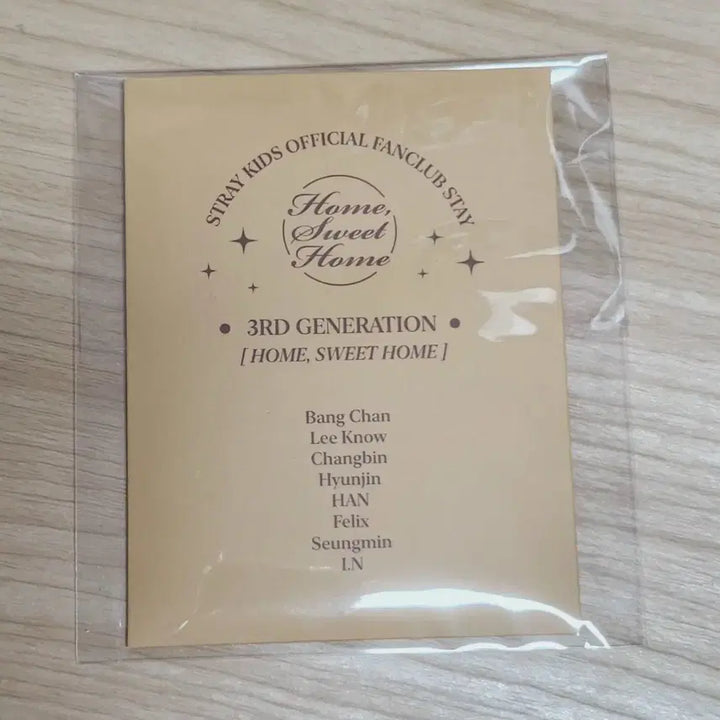 STRAY KIDS OFFICIAL FANCLUB STAY
Home,
Sweet
Home
• 3RD GENERATION •
[ HOME, SWEET HOME ]
Bang Chan
Lee Know
Changbin
Hyunjin
HAN
Felix
Seungmin
I.N